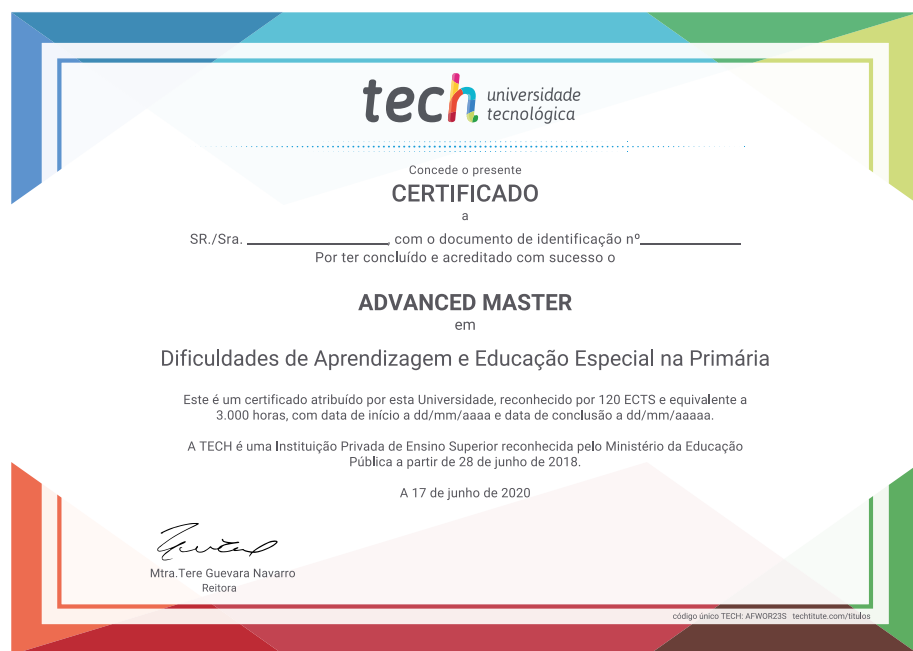 tech universidade
tecnológica
Concede o presente
CERTIFICADO
a
SR./Sra. ____________________, com o documento de identificação nº______________
Por ter concluído e acreditado com sucesso o
ADVANCED MASTER
em
Dificuldades de Aprendizagem e Educação Especial na Primária
Este é um certificado atribuído por esta Universidade, reconhecido por 120 ECTS e equivalente a
3.000 horas, com data de início a dd/mm/aaaa e data de conclusão a dd/mm/aaaaa.
A TECH é uma Instituição Privada de Ensino Superior reconhecida pelo Ministério da Educação
Pública a partir de 28 de junho de 2018.
A 17 de junho de 2020
Mtra.Tere Guevara Navarro
Reitora
código único TECH: AFWOR23S techtitute.com/titulos